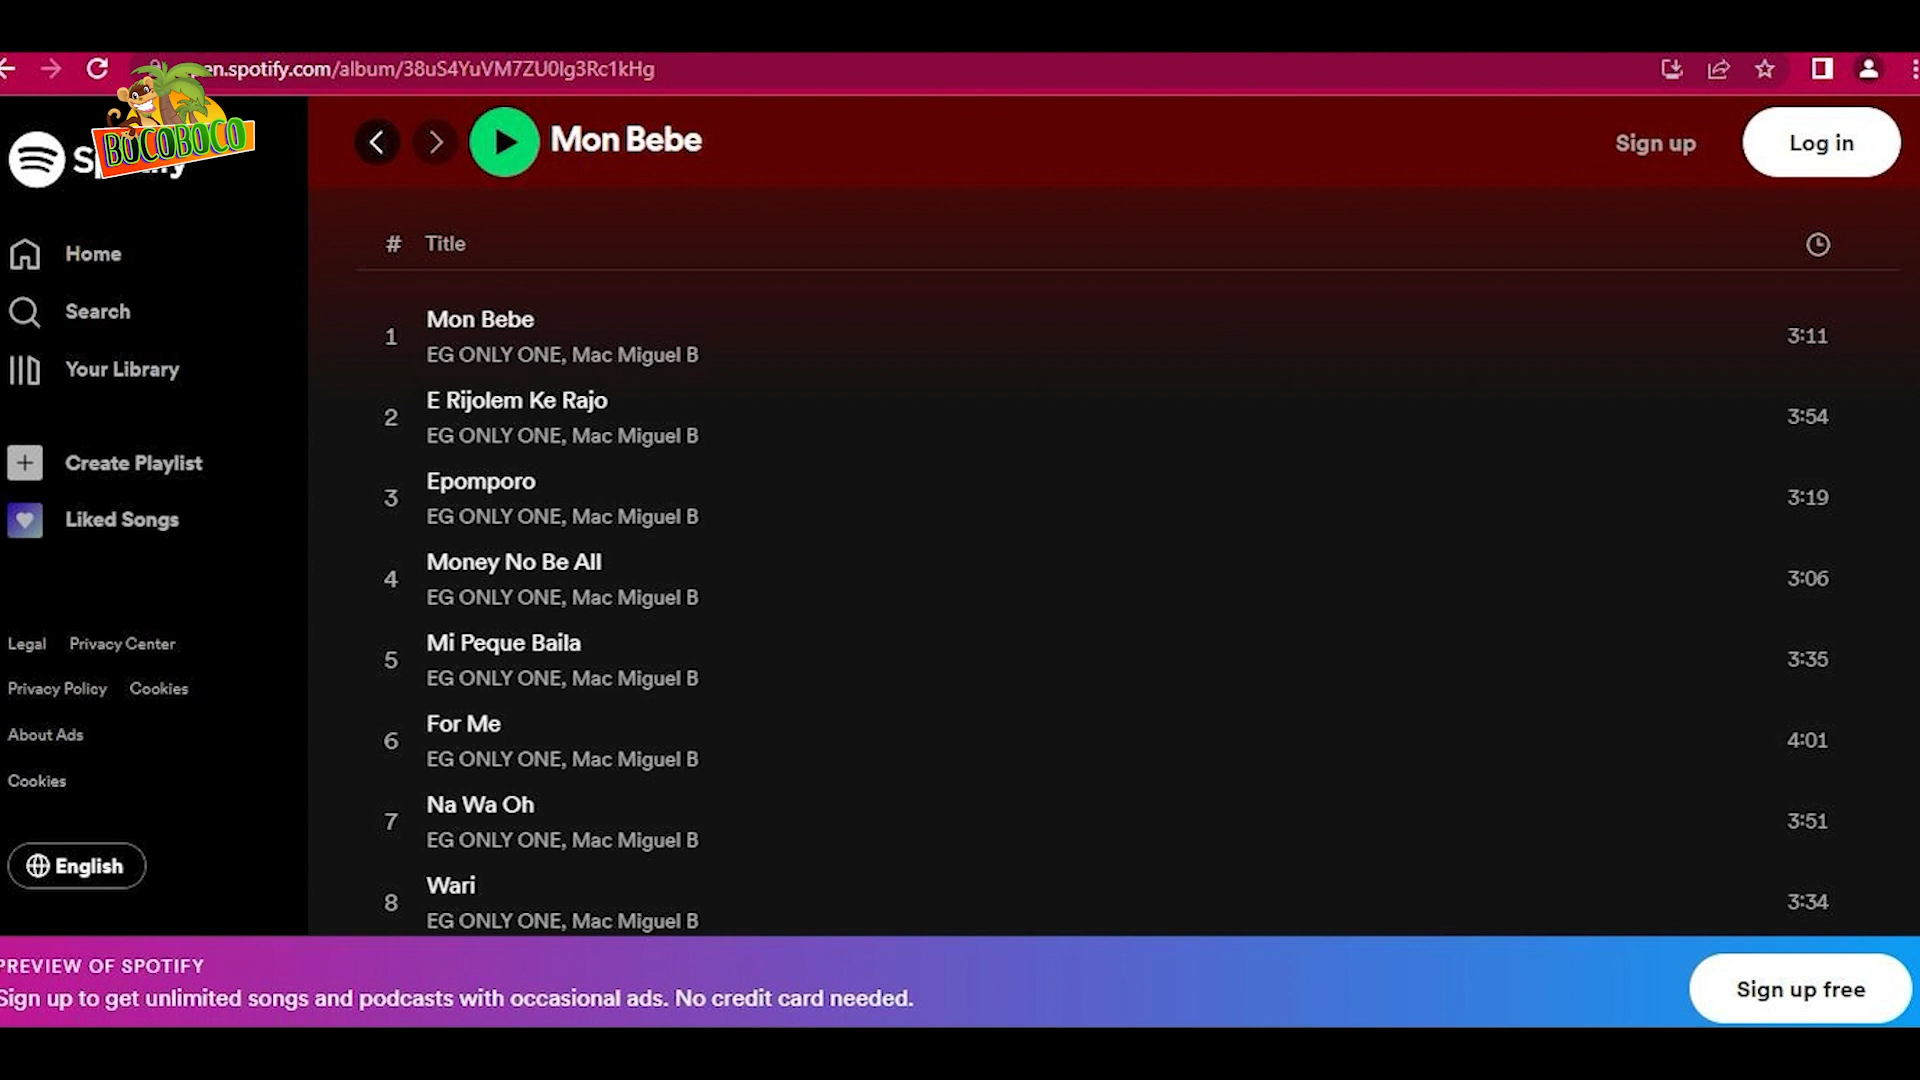 open.spotify.com/album/38uS4YuVM7ZU0lg3Rc1kHg
BOCOBOCO
Spotify
Mon Bebe
Sign up
Log in
Home
Search
Your Library
Create Playlist
Liked Songs
Legal Privacy Center
Privacy Policy Cookies
About Ads
Cookies
English
# Title
1 Mon Bebe 3:11
EG ONLY ONE, Mac Miguel B
2 E Rijolem Ke Rajo 3:54
EG ONLY ONE, Mac Miguel B
3 Epomporo 3:19
EG ONLY ONE, Mac Miguel B
4 Money No Be All 3:06
EG ONLY ONE, Mac Miguel B
5 Mi Peque Baila 3:35
EG ONLY ONE, Mac Miguel B
6 For Me 4:01
EG ONLY ONE, Mac Miguel B
7 Na Wa Oh 3:51
EG ONLY ONE, Mac Miguel B
8 Wari 3:34
EG ONLY ONE, Mac Miguel B
PREVIEW OF SPOTIFY
Sign up to get unlimited songs and podcasts with occasional ads. No credit card needed.
Sign up free